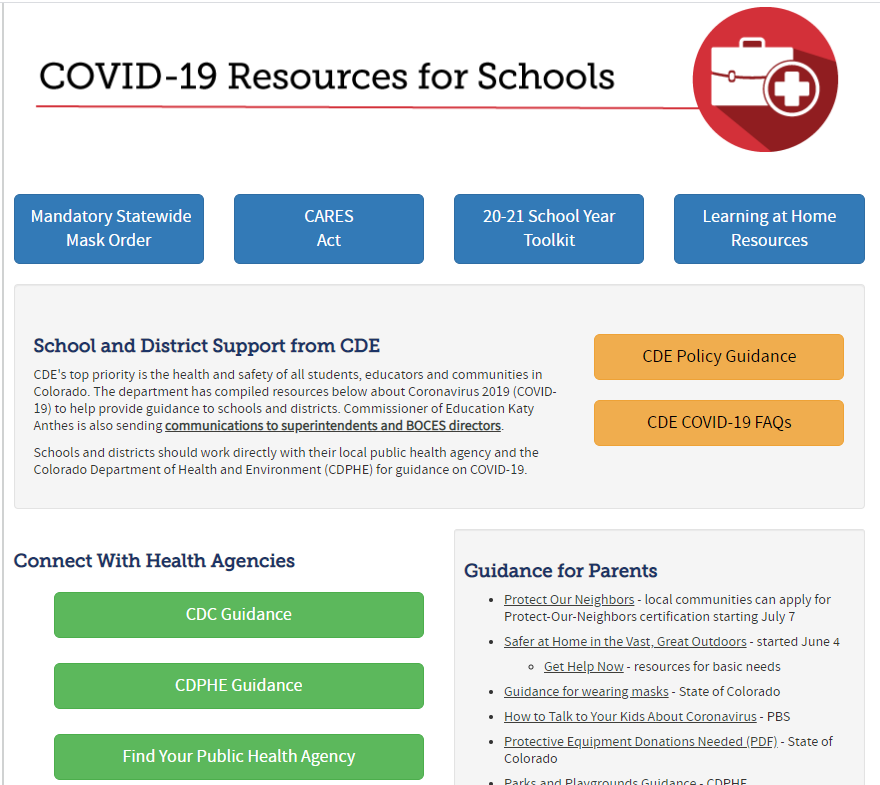 COVID-19 Resources for Schools
Mandatory Statewide
Mask Order
CARES
Act
20-21 School Year
Toolkit
Learning at Home
Resources
School and District Support from CDE
CDE's top priority is the health and safety of all students, educators and communities in
Colorado. The department has compiled resources below about Coronavirus 2019 (COVID-
19) to help provide guidance to schools and districts. Commissioner of Education Katy
Anthes is also sending communications to superintendents and BOCES directors.
Schools and districts should work directly with their local public health agency and the
Colorado Department of Health and Environment (CDPHE) for guidance on COVID-19.
CDE Policy Guidance
CDE COVID-19 FAQs
Connect With Health Agencies
CDC Guidance
CDPHE Guidance
Find Your Public Health Agency
Guidance for Parents
• Protect Our Neighbors - local communities can apply for
Protect-Our-Neighbors certification starting July 7
• Safer at Home in the Vast, Great Outdoors - started June 4
◦ Get Help Now - resources for basic needs
• Guidance for wearing masks - State of Colorado
• How to Talk to Your Kids About Coronavirus - PBS
• Protective Equipment Donations Needed (PDF) - State of
Colorado
• Parks and Playgrounds Guidance - CDPHE